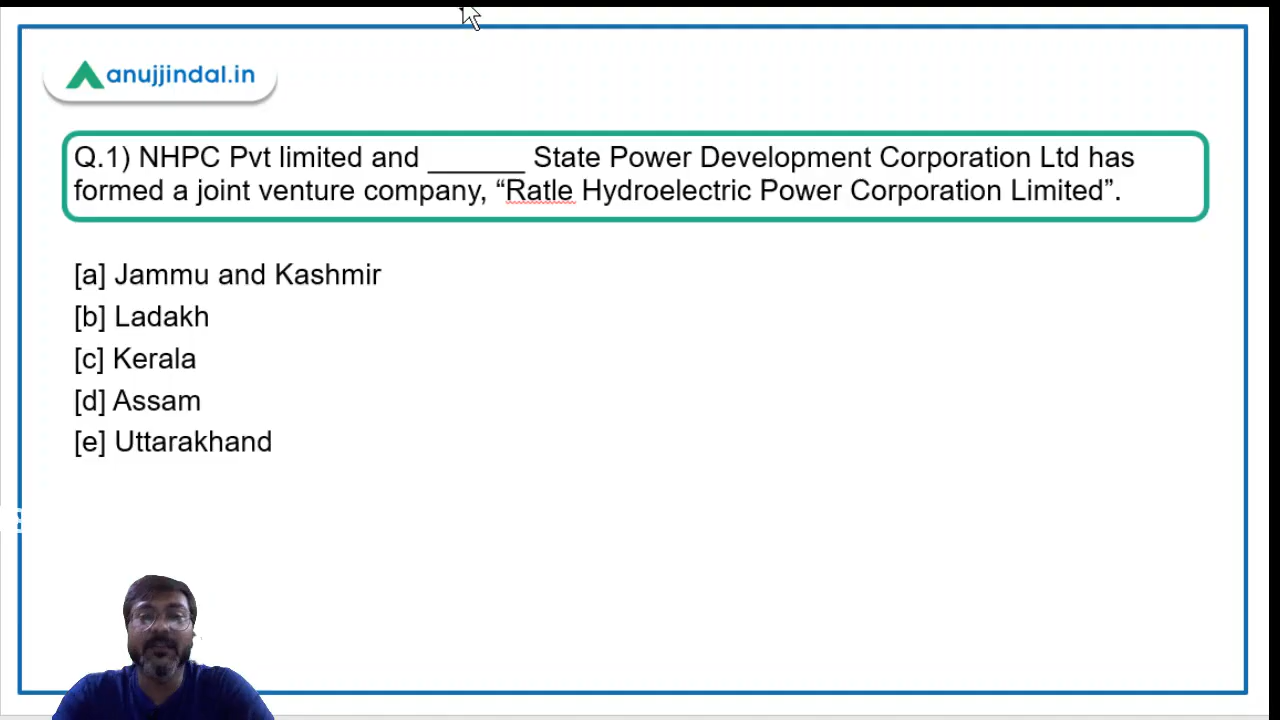 anujjindal.in
Q.1) NHPC Pvt limited and ______ State Power Development Corporation Ltd has
formed a joint venture company, “Ratle Hydroelectric Power Corporation Limited”.
[a] Jammu and Kashmir
[b] Ladakh
[c] Kerala
[d] Assam
[e] Uttarakhand